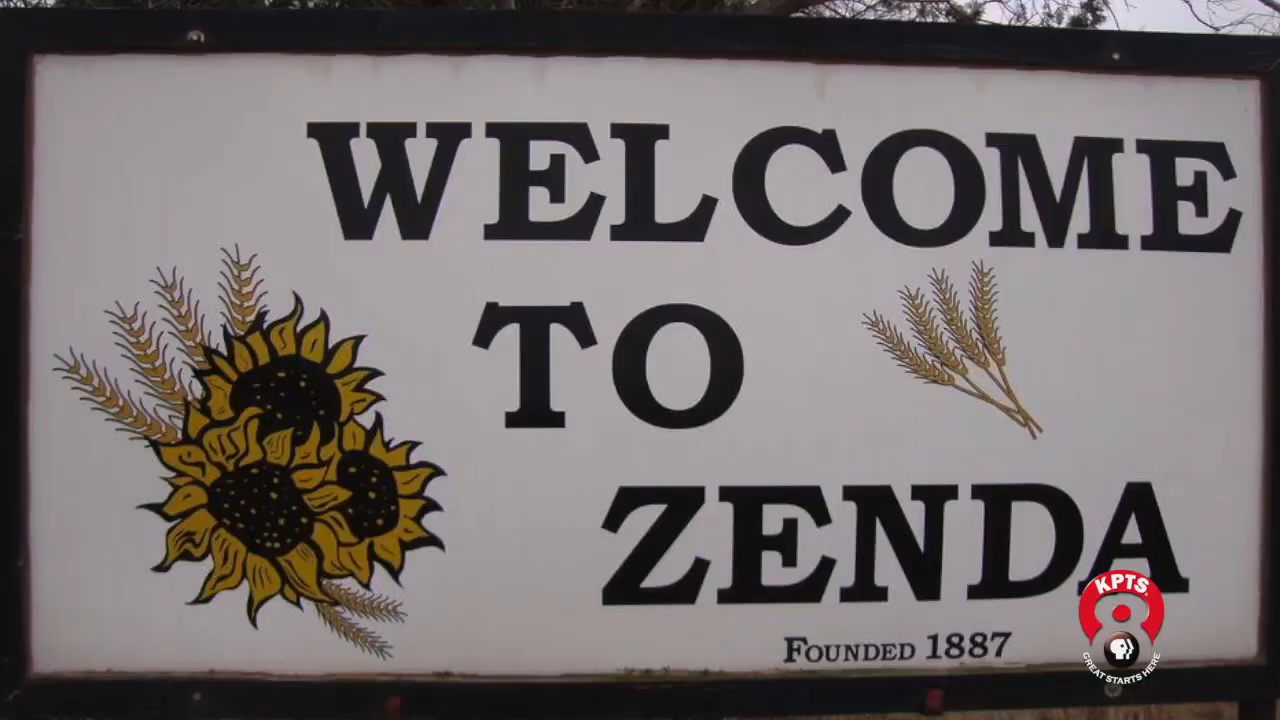 WELCOME
TO
ZENDA
FOUNDED 1887
KPTS
8
GREAT STARTS HERE